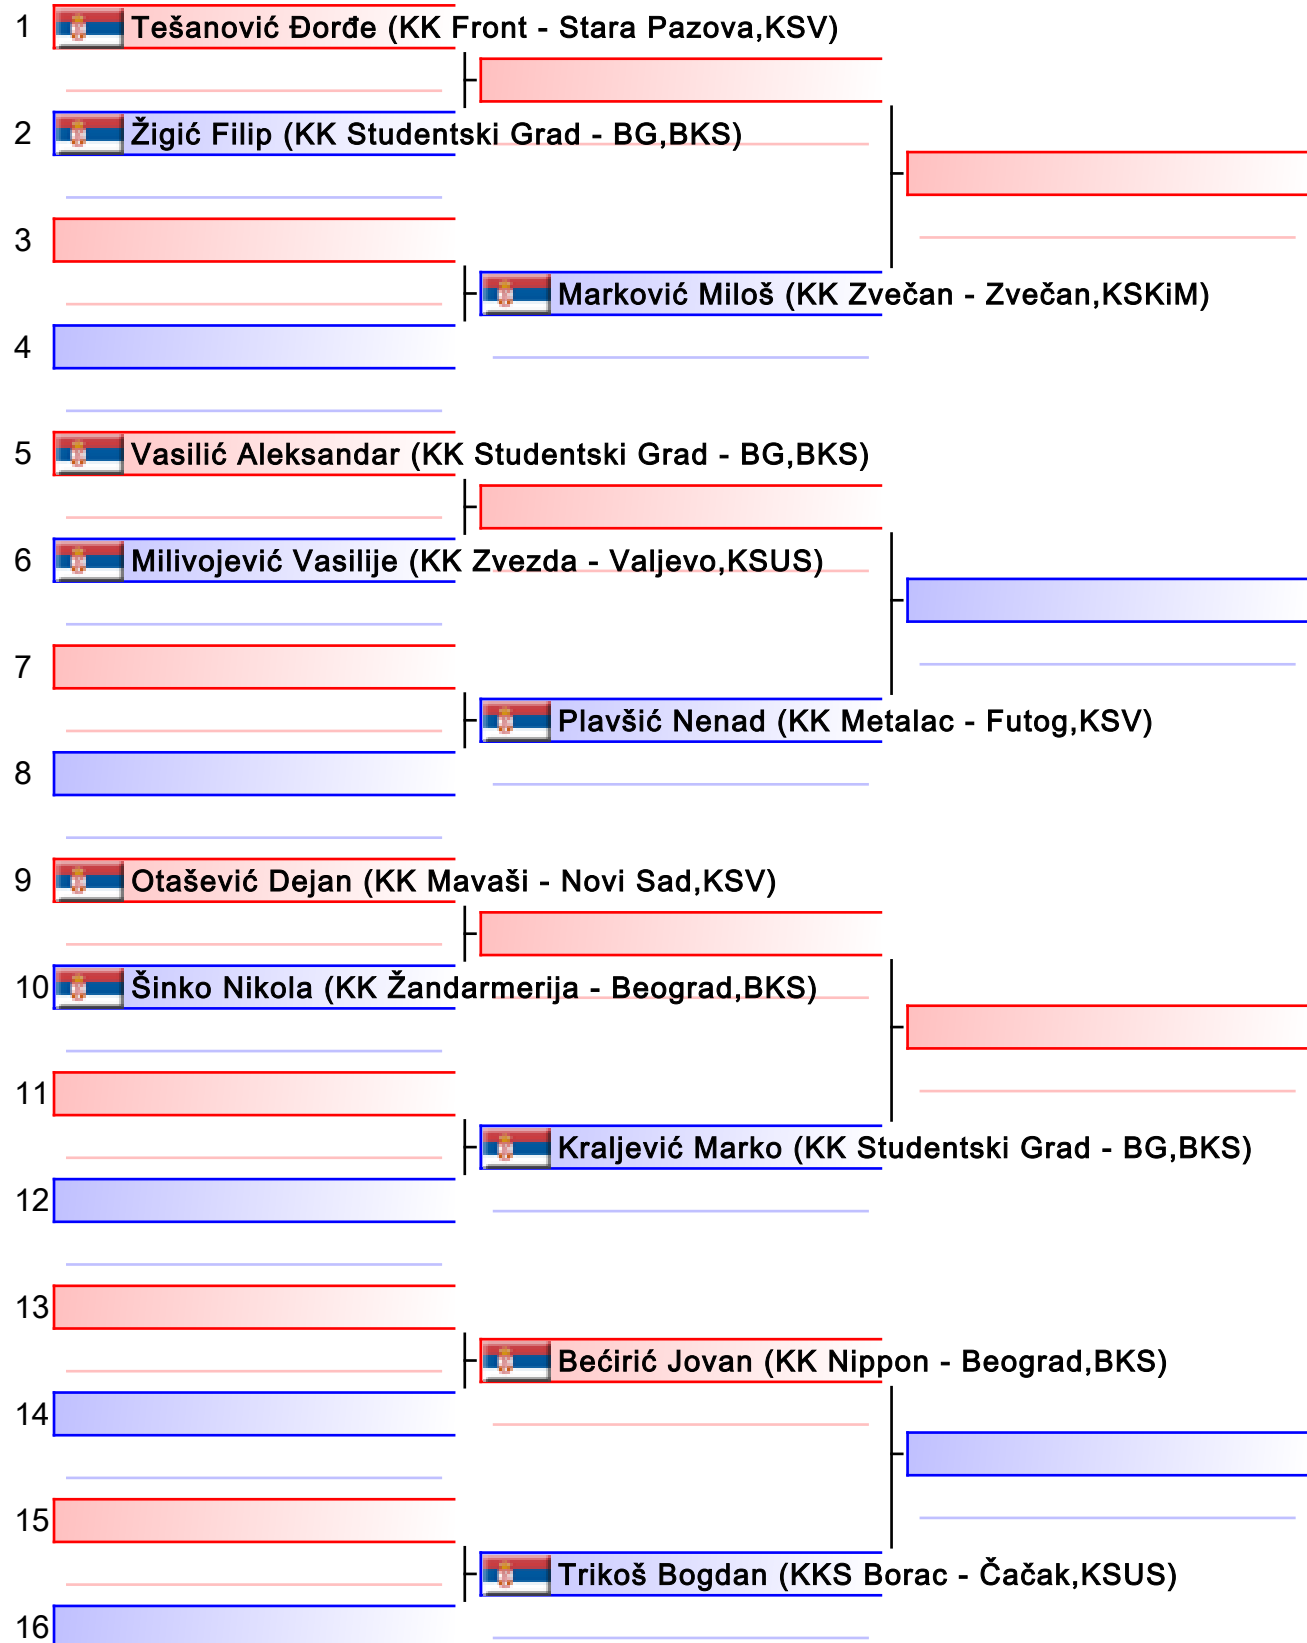 1 Tešanović Đorđe (KK Front - Stara Pazova,KSV)
2 Žigić Filip (KK Studentski Grad - BG,BKS)
3
Marković Miloš (KK Zvečan - Zvečan,KSKiM)
4
5 Vasilić Aleksandar (KK Studentski Grad - BG,BKS)
6 Milivojević Vasilije (KK Zvezda - Valjevo,KSUS)
7
Plavšić Nenad (KK Metalac - Futog,KSV)
8
9 Otašević Dejan (KK Mavaši - Novi Sad,KSV)
10 Šinko Nikola (KK Žandarmerija - Beograd,BKS)
11
Kraljević Marko (KK Studentski Grad - BG,BKS)
12
13
Bećirić Jovan (KK Nippon - Beograd,BKS)
14
15
Trikoš Bogdan (KKS Borac - Čačak,KSUS)
16